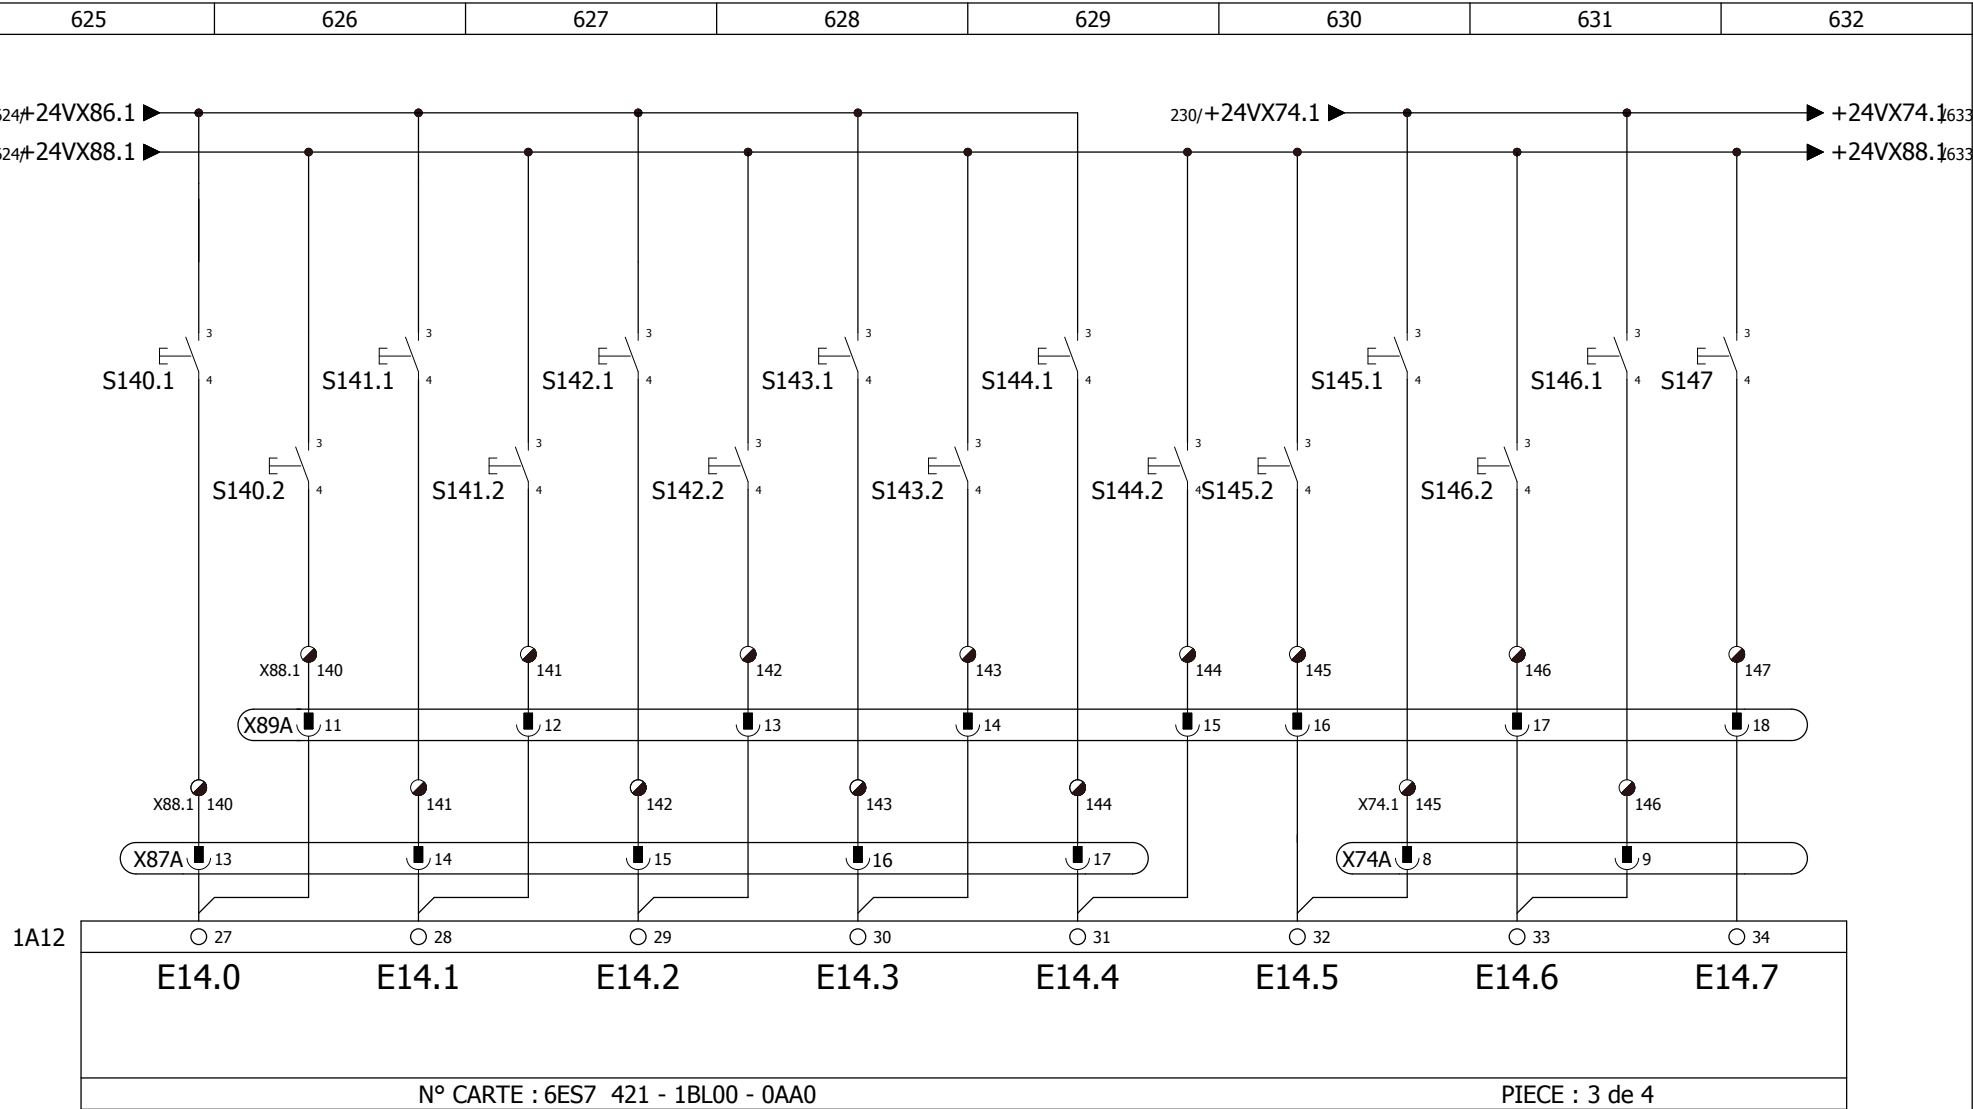 625 626 627 628 629 630 631 632
624/+24VX86.1 230/+24VX74.1 +24VX74.1/633
624/+24VX88.1 +24VX88.1/633
3 3 3 3 3 3 3 3
S140.1 4 S141.1 4 S142.1 4 S143.1 4 S144.1 4 S145.1 4 S146.1 4 S147 4
3 3 3 3 3 3 3
S140.2 4 S141.2 4 S142.2 4 S143.2 4 S144.2 4 S145.2 4 S146.2 4
X88.1 140 141 142 143 144 145 146 147
X89A 11 12 13 14 15 16 17 18
X88.1 140 141 142 143 144 X74.1 145 146
X87A 13 14 15 16 17 X74A 8 9
1A12 27 28 29 30 31 32 33 34
E14.0 E14.1 E14.2 E14.3 E14.4 E14.5 E14.6 E14.7
N° CARTE : 6ES7 421 - 1BL00 - 0AA0 PIECE : 3 de 4